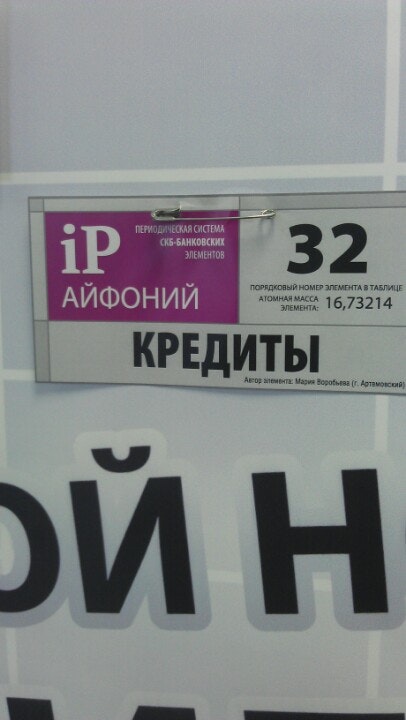 iP
АЙФОНИЙ
ПЕРИОДИЧЕСКАЯ СИСТЕМА
СКБ-БАНКОВСКИХ
ЭЛЕМЕНТОВ
32
ПОРЯДКОВЫЙ НОМЕР ЭЛЕМЕНТА В ТАБЛИЦЕ
АТОМНАЯ МАССА
ЭЛЕМЕНТА: 16,73214
КРЕДИТЫ
Автор элемента: Мария Воробьева (г. Артемовский)
ОЙ Н